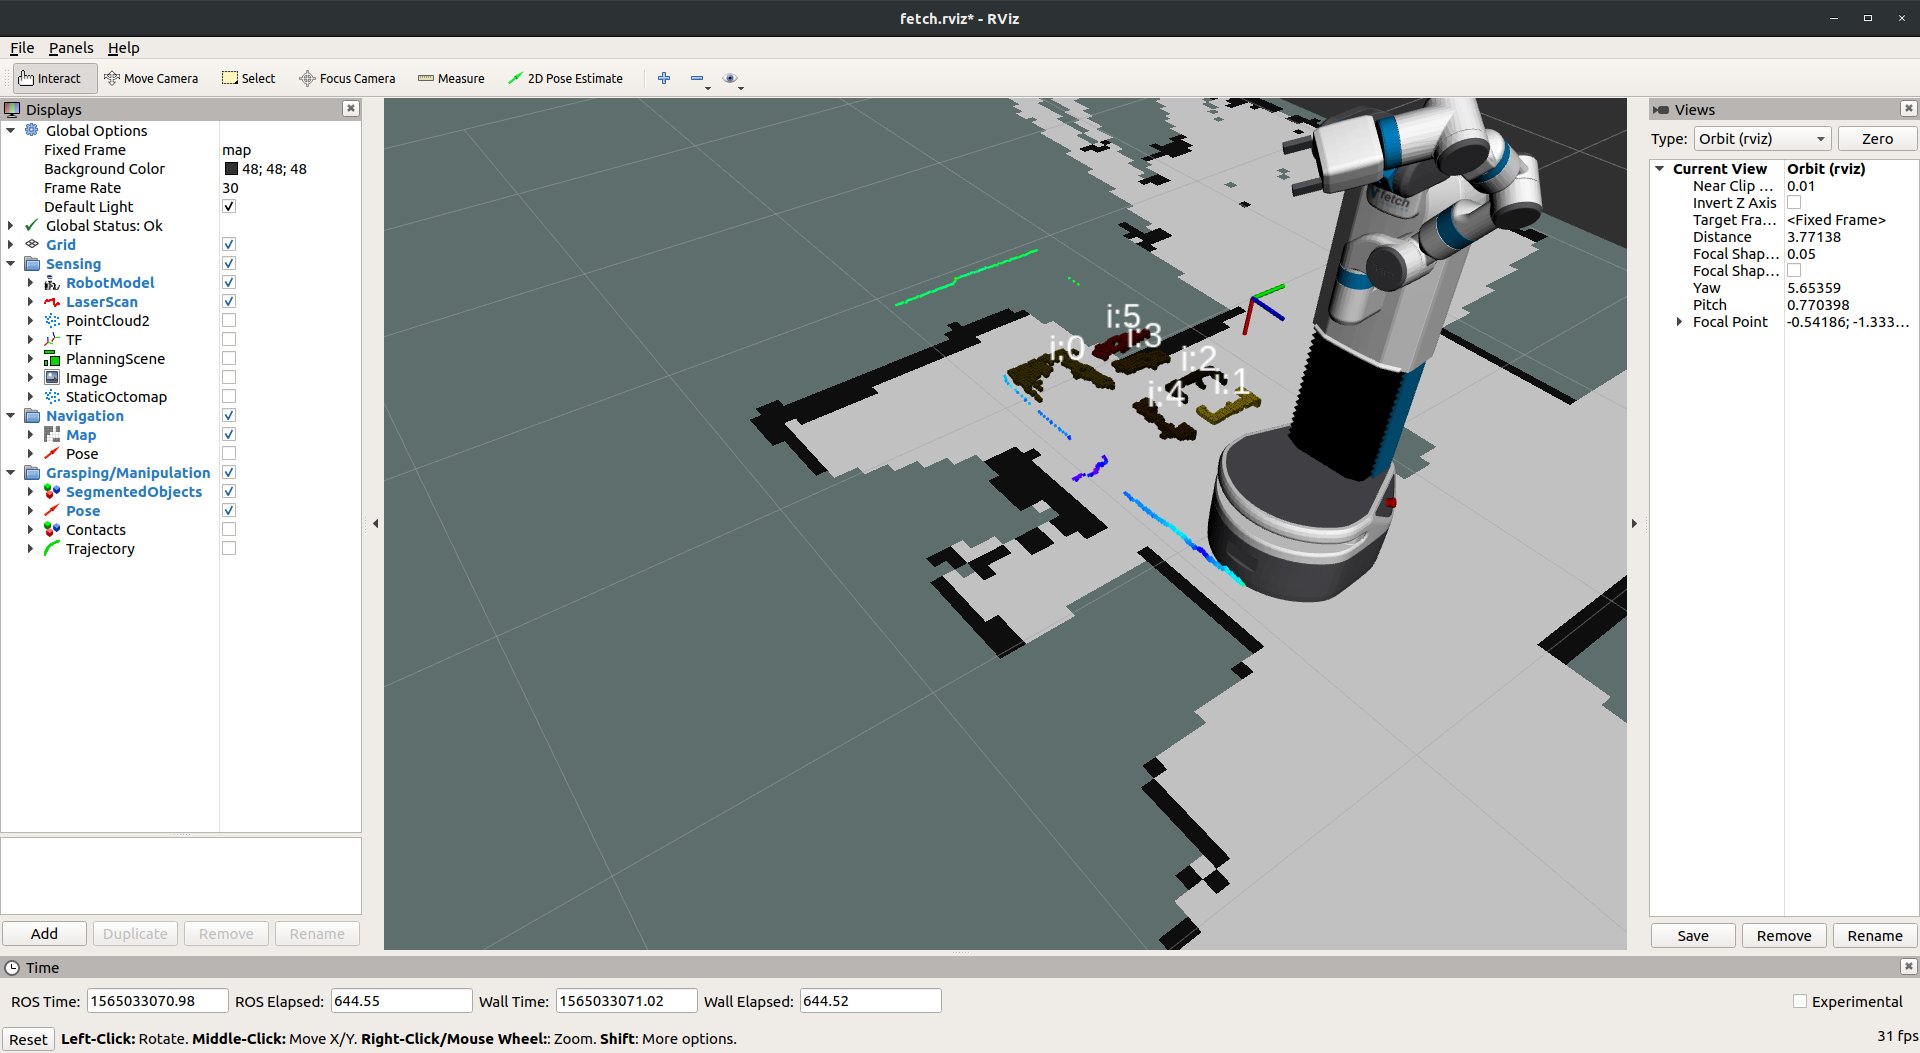 fetch.rviz* - RViz
File Panels Help
Interact Move Camera Select Focus Camera Measure 2D Pose Estimate
Displays
Global Options
Fixed Frame map
Background Color 48; 48; 48
Frame Rate 30
Default Light
Global Status: Ok
Grid
Sensing
RobotModel
LaserScan
PointCloud2
TF
PlanningScene
Image
StaticOctomap
Navigation
Map
Pose
Grasping/Manipulation
SegmentedObjects
Pose
Contacts
Trajectory
Add Duplicate Remove Rename
fetch
i:5
i:3
i:0
i:2
i:1
i:4
Views
Type: Orbit (rviz) Zero
Current View Orbit (rviz)
Near Clip ... 0.01
Invert Z Axis
Target Fra... <Fixed Frame>
Distance 3.77138
Focal Shap... 0.05
Focal Shap...
Yaw 5.65359
Pitch 0.770398
Focal Point -0.54186; -1.333...
Save Remove Rename
Time
ROS Time: 1565033070.98 ROS Elapsed: 644.55 Wall Time: 1565033071.02 Wall Elapsed: 644.52 Experimental
Reset Left-Click: Rotate. Middle-Click: Move X/Y. Right-Click/Mouse Wheel:: Zoom. Shift: More options. 31 fps